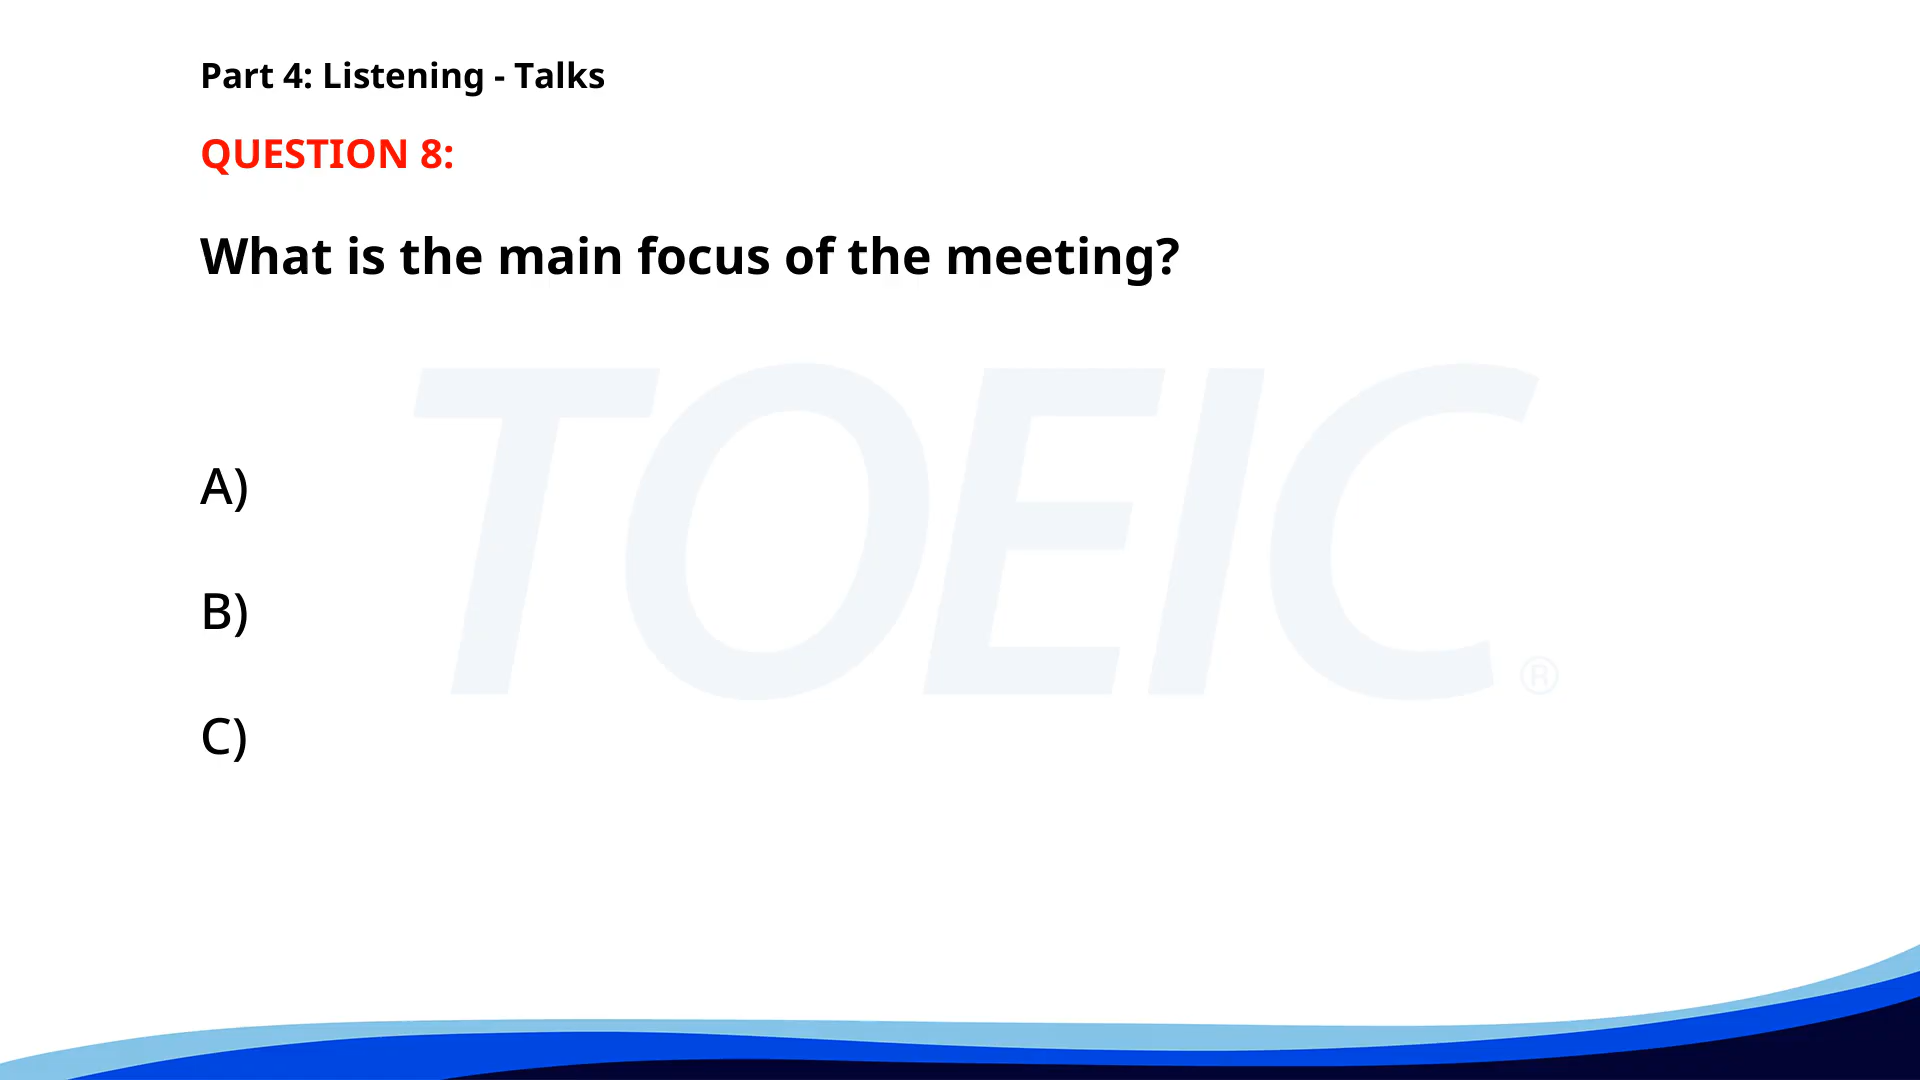 Part 4: Listening - Talks
QUESTION 8:
What is the main focus of the meeting?
TOEIC®
A)
B)
C)